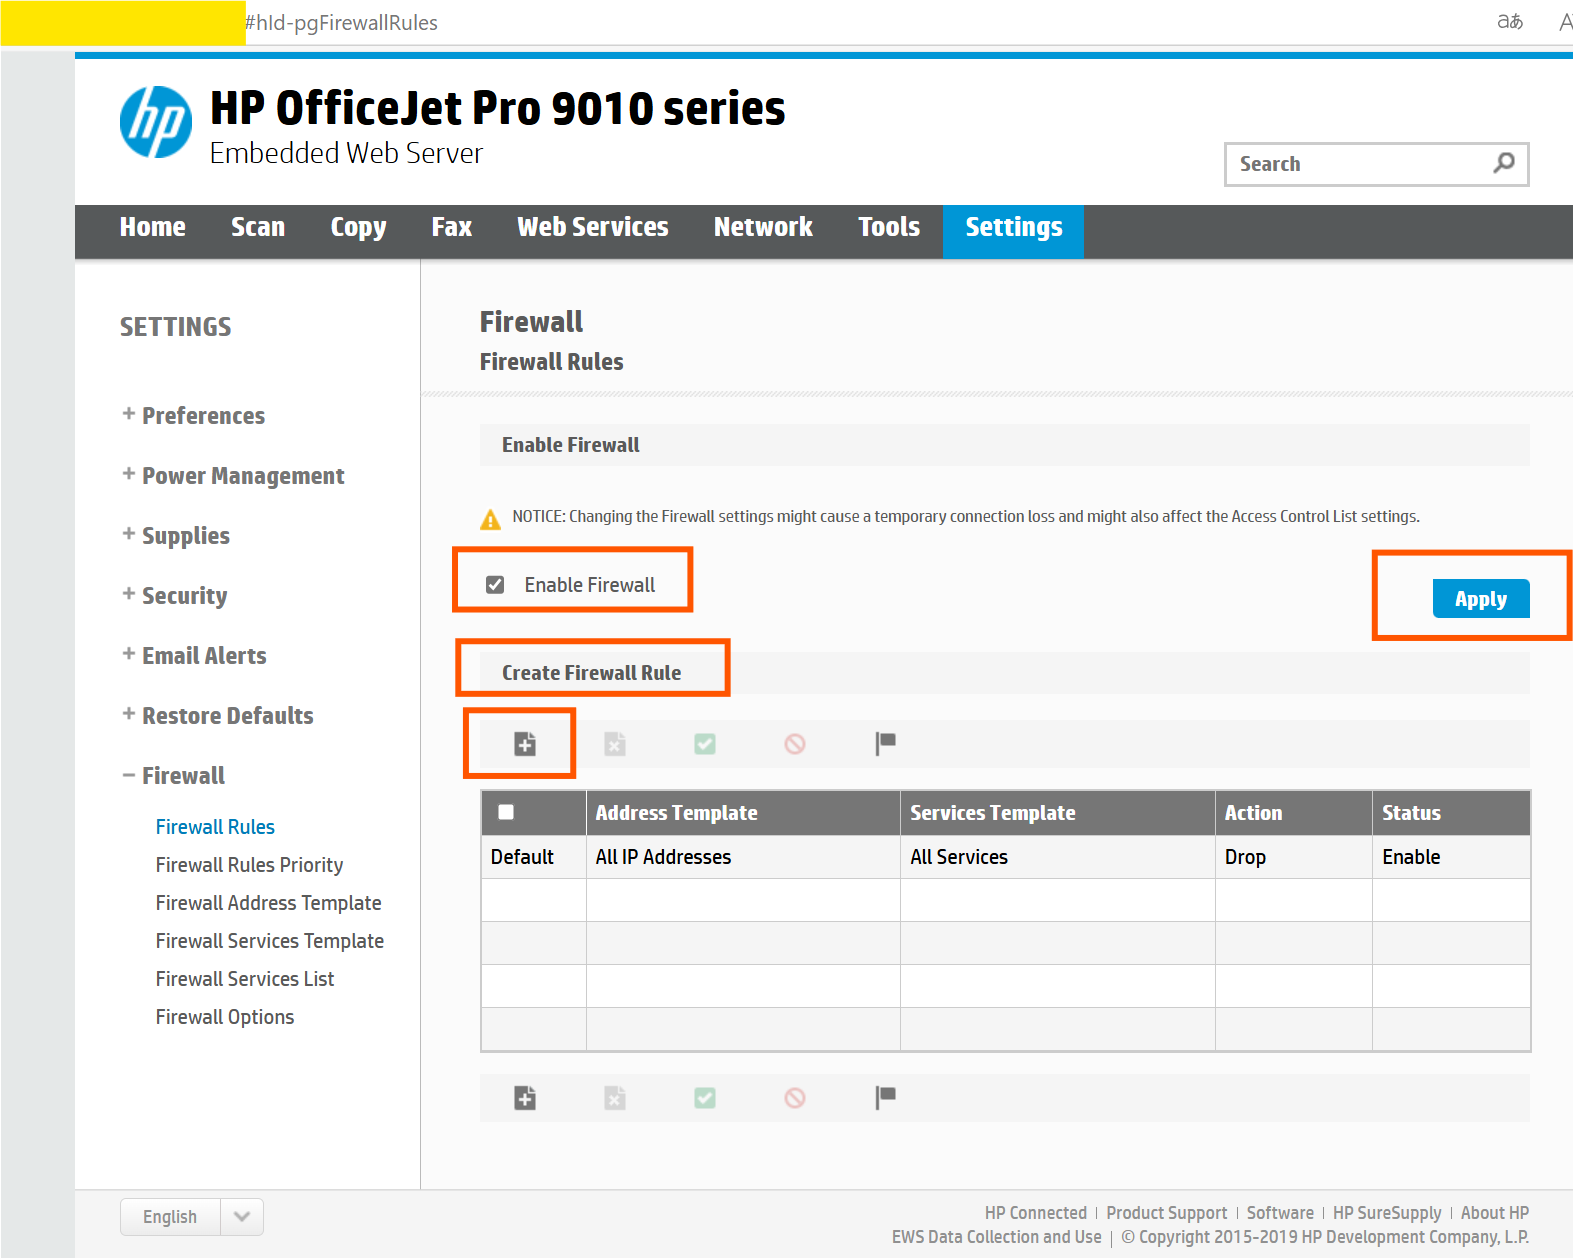 #hId-pgFirewallRules
aあ
A
hp
HP OfficeJet Pro 9010 series
Embedded Web Server
Search
Home Scan Copy Fax Web Services Network Tools Settings
SETTINGS
+ Preferences
+ Power Management
+ Supplies
+ Security
+ Email Alerts
+ Restore Defaults
− Firewall
Firewall Rules
Firewall Rules Priority
Firewall Address Template
Firewall Services Template
Firewall Services List
Firewall Options
Firewall
Firewall Rules
Enable Firewall
NOTICE: Changing the Firewall settings might cause a temporary connection loss and might also affect the Access Control List settings.
Enable Firewall
Apply
Create Firewall Rule
Address Template Services Template Action Status
Default All IP Addresses All Services Drop Enable
English
HP Connected | Product Support | Software | HP SureSupply | About HP
EWS Data Collection and Use | © Copyright 2015-2019 HP Development Company, L.P.